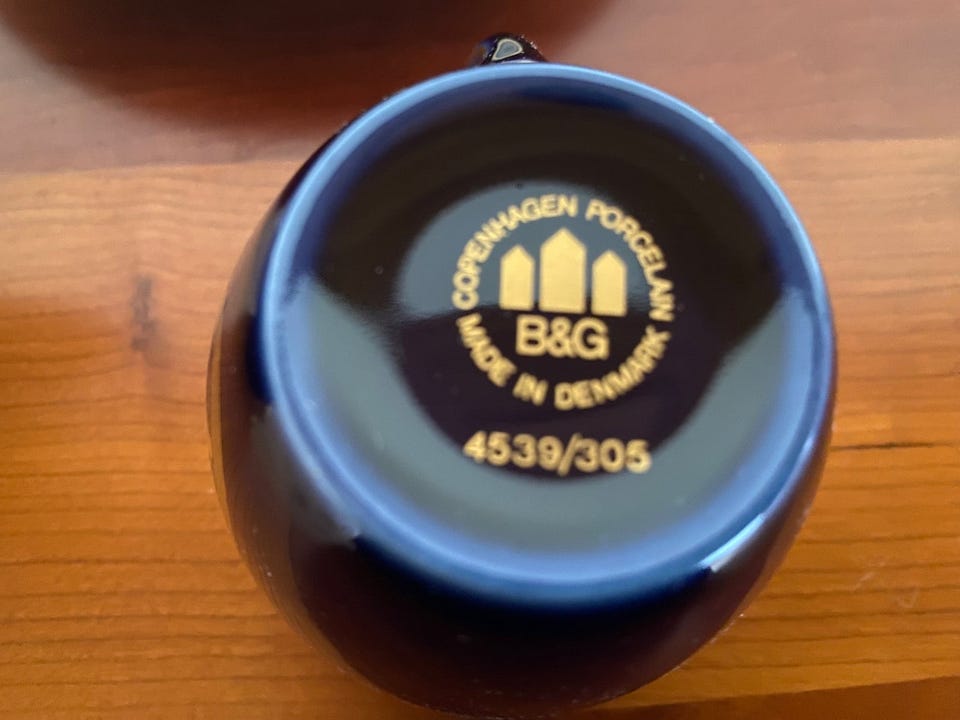 COPENHAGEN PORCELAIN
B&G
MADE IN DENMARK
4539/305